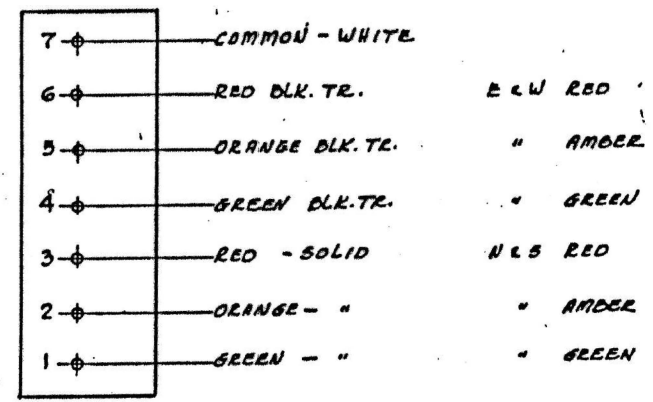 7 COMMON - WHITE
6 RED BLK. TR. E & W RED
5 ORANGE BLK. TR. " AMBER
4 GREEN BLK. TR. " GREEN
3 RED - SOLID N & S RED
2 ORANGE - " " AMBER
1 GREEN - " " GREEN